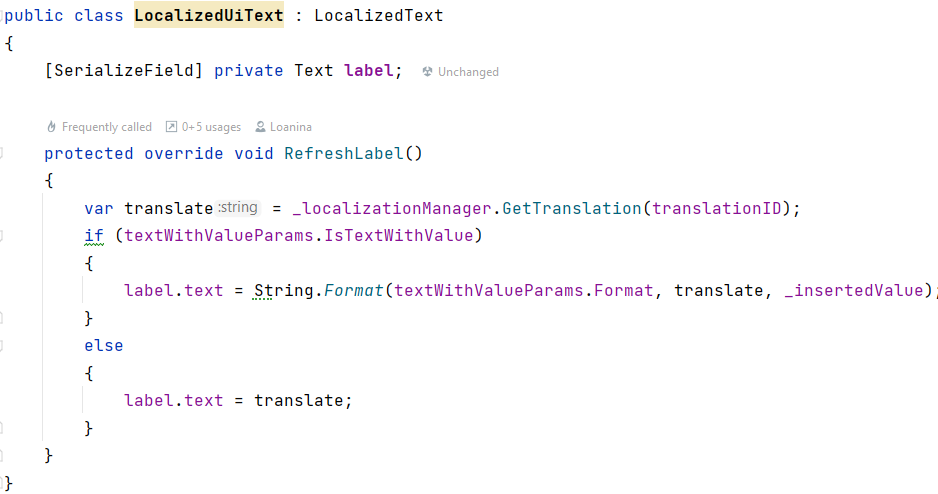 public class LocalizedUiText : LocalizedText
{
[SerializeField] private Text label; Unchanged
Frequently called 0+5 usages Loanina
protected override void RefreshLabel()
{
var translate :string = _localizationManager.GetTranslation(translationID);
if (textWithValueParams.IsTextWithValue)
{
label.text = String.Format(textWithValueParams.Format, translate, _insertedValue);
}
else
{
label.text = translate;
}
}
}